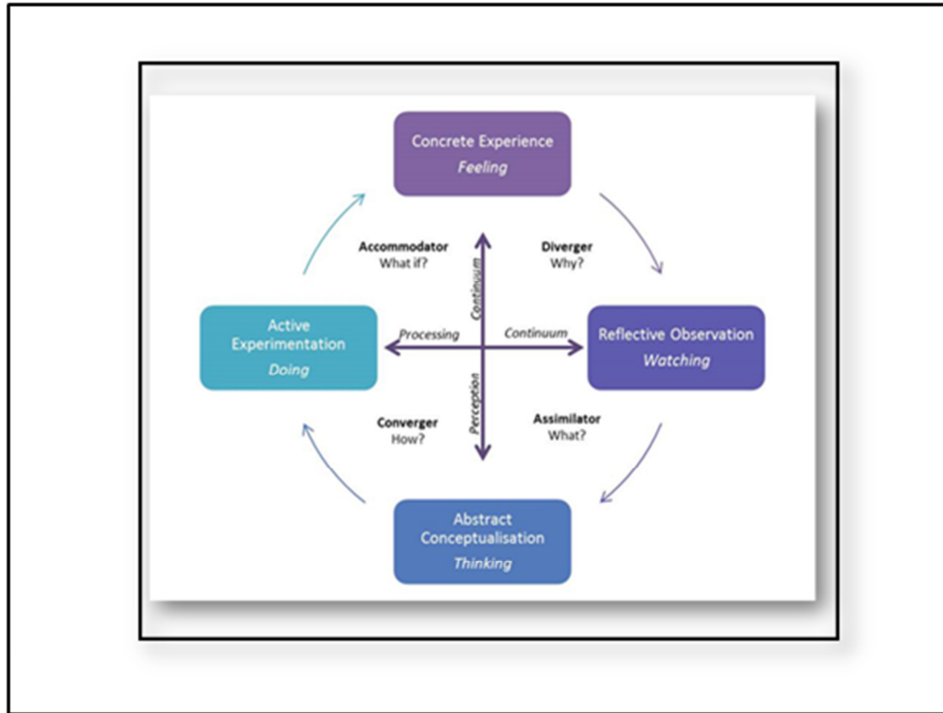 Concrete Experience
Feeling
Accommodator
What if?
Diverger
Why?
Continuum
Active
Experimentation
Doing
Processing
Continuum
Reflective Observation
Watching
Perception
Converger
How?
Assimilator
What?
Abstract
Conceptualisation
Thinking